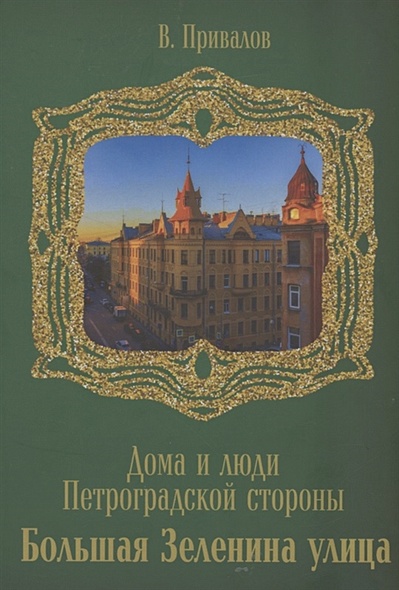 В. Привалов
Дома и люди
Петроградской стороны
Большая Зеленина улица